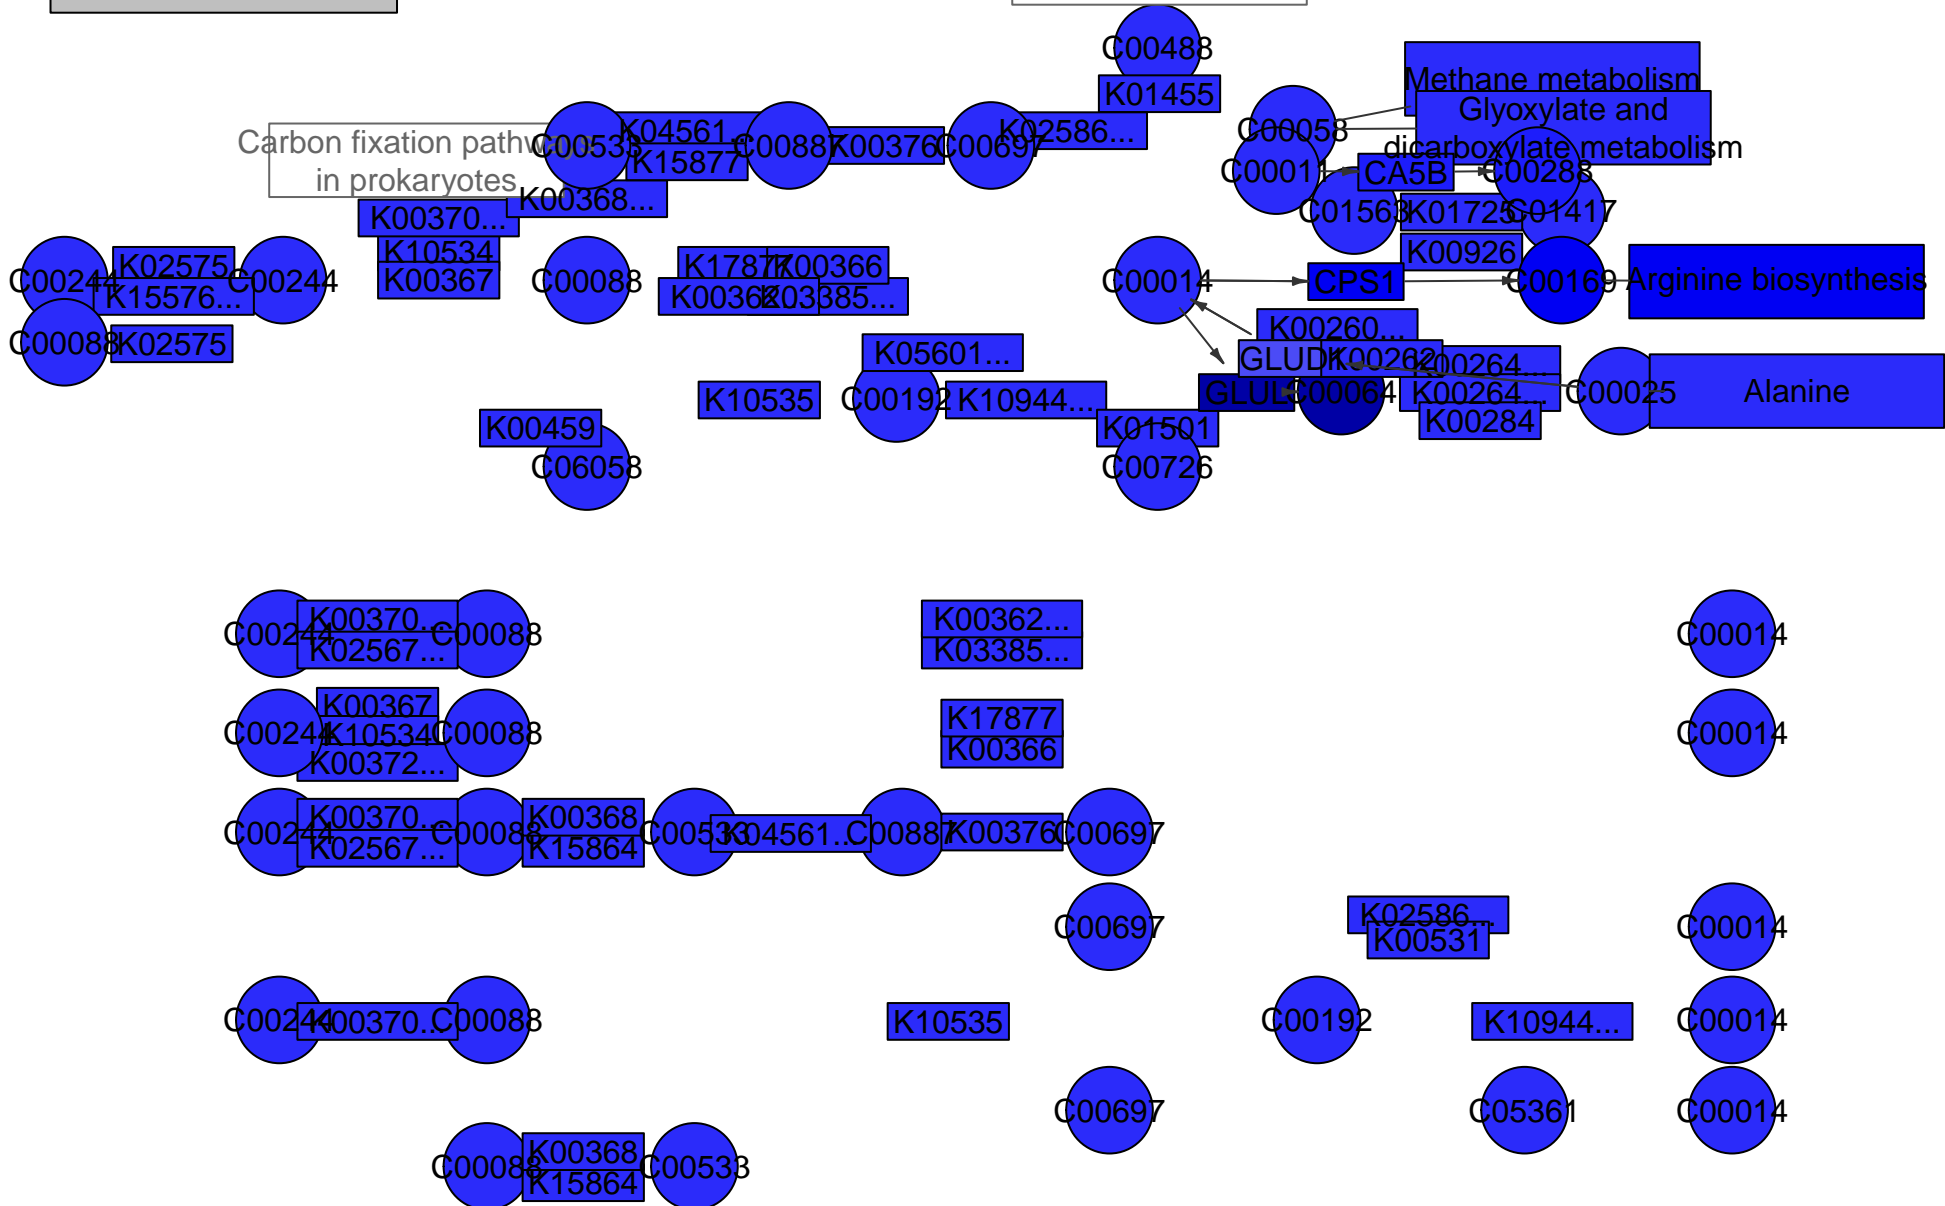 C00488
K01455
Methane metabolism
Glyoxylate and
dicarboxylate metabolism
C00058
Carbon fixation pathways
in prokaryotes
C00533
K04561...
K15877
C00887
K00376
C00697
K02586...
C00011
CA5B
C00288
K00368...
K00370...
C01563
K01725
C01417
K10534
K00367
K00926
C00244
K02575
K15576...
C00244
C00088
K17877
K00366
K00362...
K03385...
C00014
CPS1
C00169
Arginine biosynthesis
C00088
K02575
K05601...
K00260...
K00262
K00264...
K10535
C00192
K10944...
GLUL
C00064
K00264...
C00025
Alanine
K00459
K01501
K00284
C06058
C00726
C00244
K00370...
K02567...
C00088
K00362...
K03385...
C00014
C00244
K00367
K10534
K00372...
C00088
K17877
K00366
C00014
C00244
K00370...
K02567...
C00088
K00368
K15864
C00533
K04561...
C00887
K00376
C00697
C00697
K02586...
K00531
C00014
C00244
K00370...
C00088
K10535
C00192
K10944...
C00014
C00697
C05361
C00014
C00088
K00368
K15864
C00533